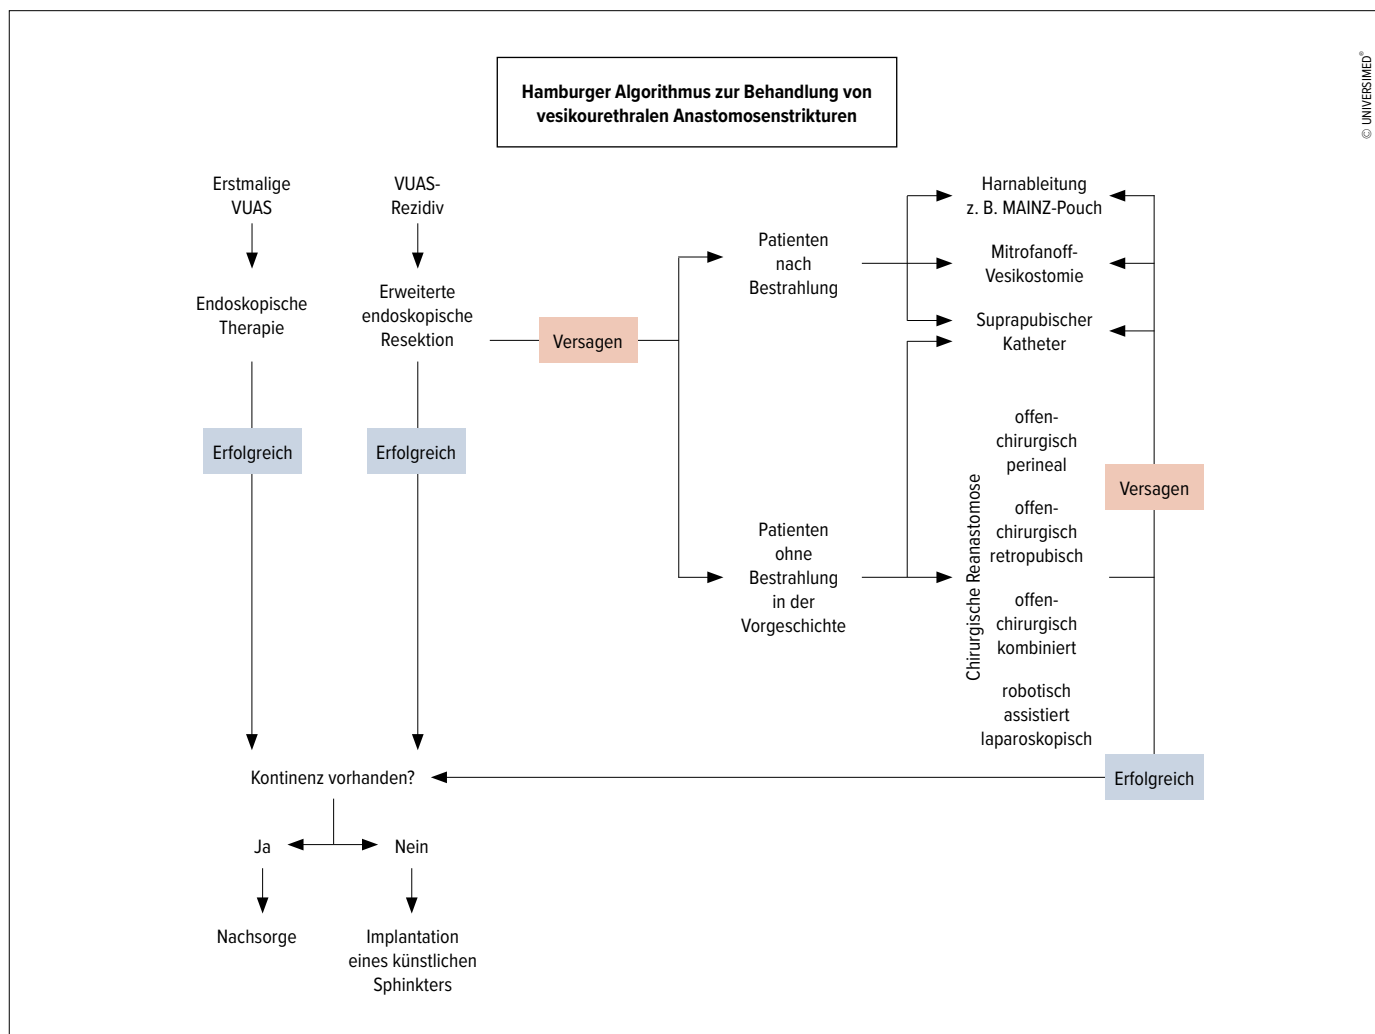 Hamburger Algorithmus zur Behandlung von
vesikourethralen Anastomosenstrikturen
© UNIVERSIMED®
Erstmalige
VUAS
VUAS-
Rezidiv
Endoskopische
Therapie
Erweiterte
endoskopische
Resektion
Versagen
Erfolgreich
Erfolgreich
Patienten
nach
Bestrahlung
Patienten
ohne
Bestrahlung
in der
Vorgeschichte
Harnableitung
z. B. MAINZ-Pouch
Mitrofanoff-
Vesikostomie
Suprapubischer
Katheter
Chirurgische Reanastomose
offen-
chirurgisch
perineal
offen-
chirurgisch
retropubisch
offen-
chirurgisch
kombiniert
robotisch
assistiert
laparoskopisch
Versagen
Erfolgreich
Kontinenz vorhanden?
Ja
Nein
Nachsorge
Implantation
eines künstlichen
Sphinkters